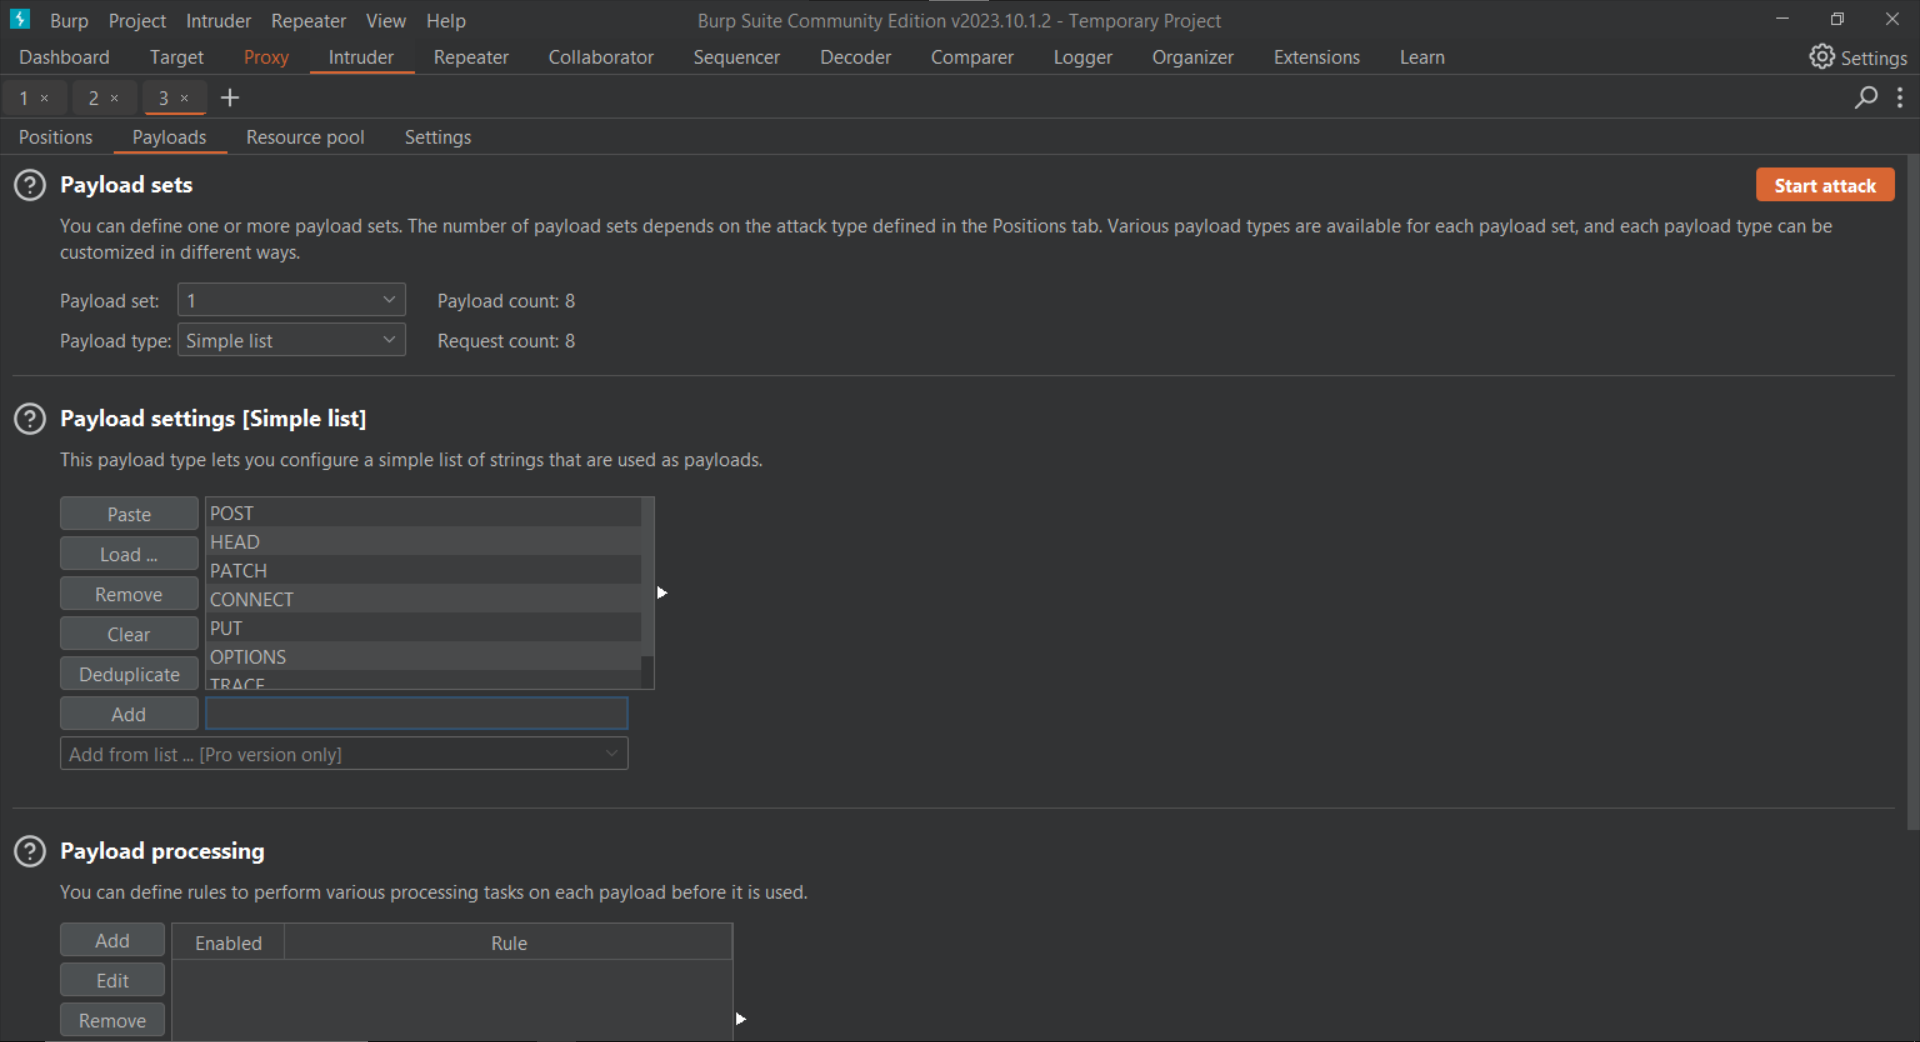 Burp Project Intruder Repeater View Help Burp Suite Community Edition v2023.10.1.2 - Temporary Project
Dashboard Target Proxy Intruder Repeater Collaborator Sequencer Decoder Comparer Logger Organizer Extensions Learn Settings
1 × 2 × 3 × +
Positions Payloads Resource pool Settings
? Payload sets Start attack
You can define one or more payload sets. The number of payload sets depends on the attack type defined in the Positions tab. Various payload types are available for each payload set, and each payload type can be
customized in different ways.
Payload set: 1 Payload count: 8
Payload type: Simple list Request count: 8
? Payload settings [Simple list]
This payload type lets you configure a simple list of strings that are used as payloads.
Paste POST
HEAD
Load ... PATCH
Remove CONNECT
Clear PUT
OPTIONS
Deduplicate TRACE
Add
Add from list ... [Pro version only]
? Payload processing
You can define rules to perform various processing tasks on each payload before it is used.
Add Enabled Rule
Edit
Remove